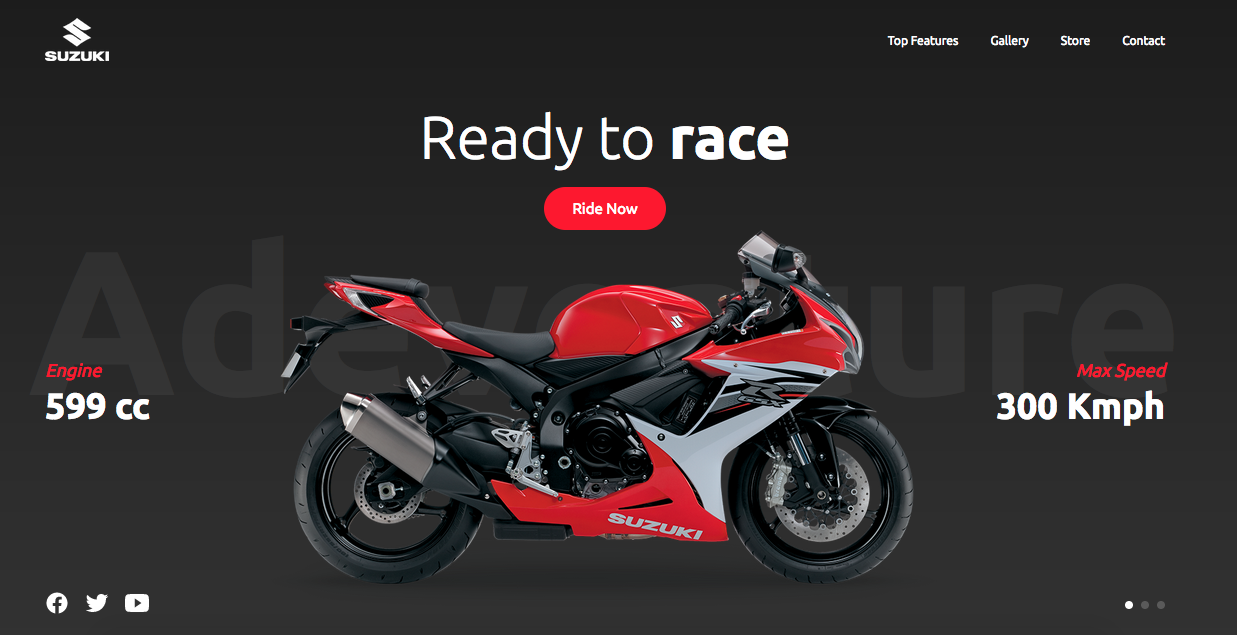 SUZUKI
Top Features
Gallery
Store
Contact
Ready to race
Ride Now
Engine
599 cc
Max Speed
300 Kmph
GSX
R
SUZUKI